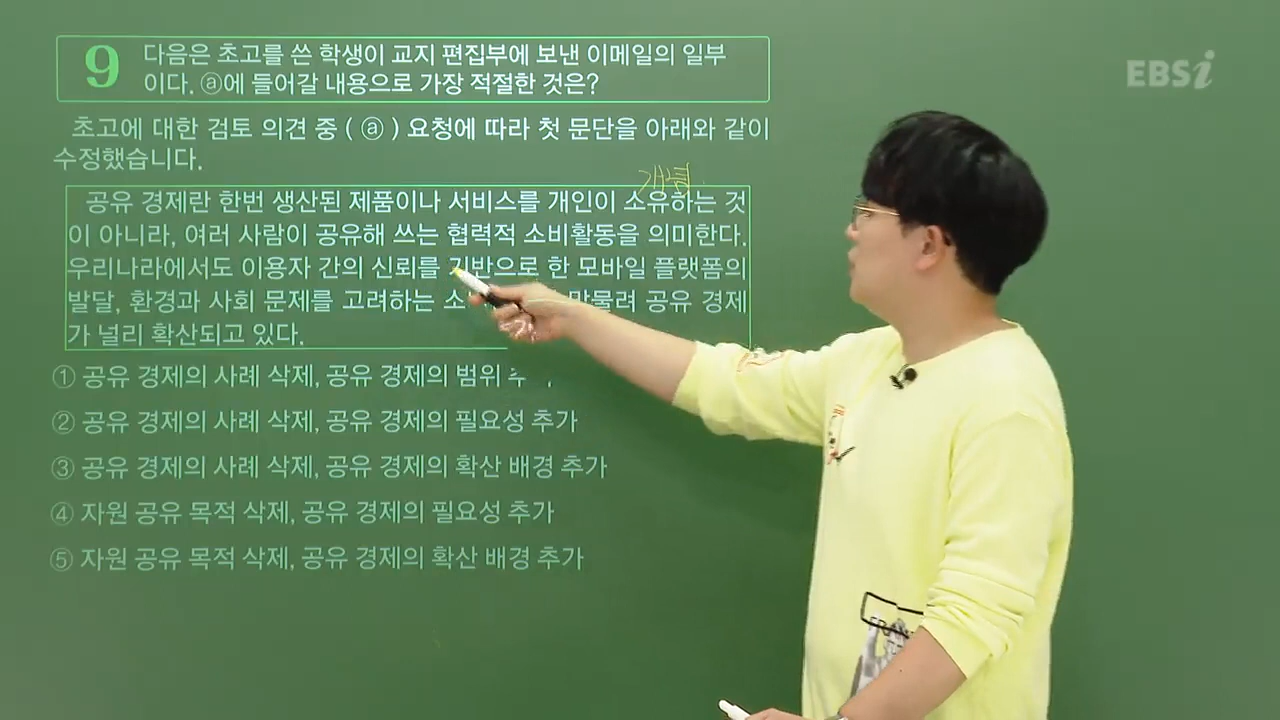 EBSi
9
다음은 초고를 쓴 학생이 교지 편집부에 보낸 이메일의 일부
이다. ⓐ에 들어갈 내용으로 가장 적절한 것은?
초고에 대한 검토 의견 중 ( ⓐ ) 요청에 따라 첫 문단을 아래와 같이
수정했습니다.
개념
공유 경제란 한번 생산된 제품이나 서비스를 개인이 소유하는 것
이 아니라, 여러 사람이 공유해 쓰는 협력적 소비활동을 의미한다.
우리나라에서도 이용자 간의 신뢰를 기반으로 한 모바일 플랫폼의
발달, 환경과 사회 문제를 고려하는 맞물려 공유 경제
가 널리 확산되고 있다.
① 공유 경제의 사례 삭제, 공유 경제의 범위
② 공유 경제의 사례 삭제, 공유 경제의 필요성 추가
③ 공유 경제의 사례 삭제, 공유 경제의 확산 배경 추가
④ 자원 공유 목적 삭제, 공유 경제의 필요성 추가
⑤ 자원 공유 목적 삭제, 공유 경제의 확산 배경 추가